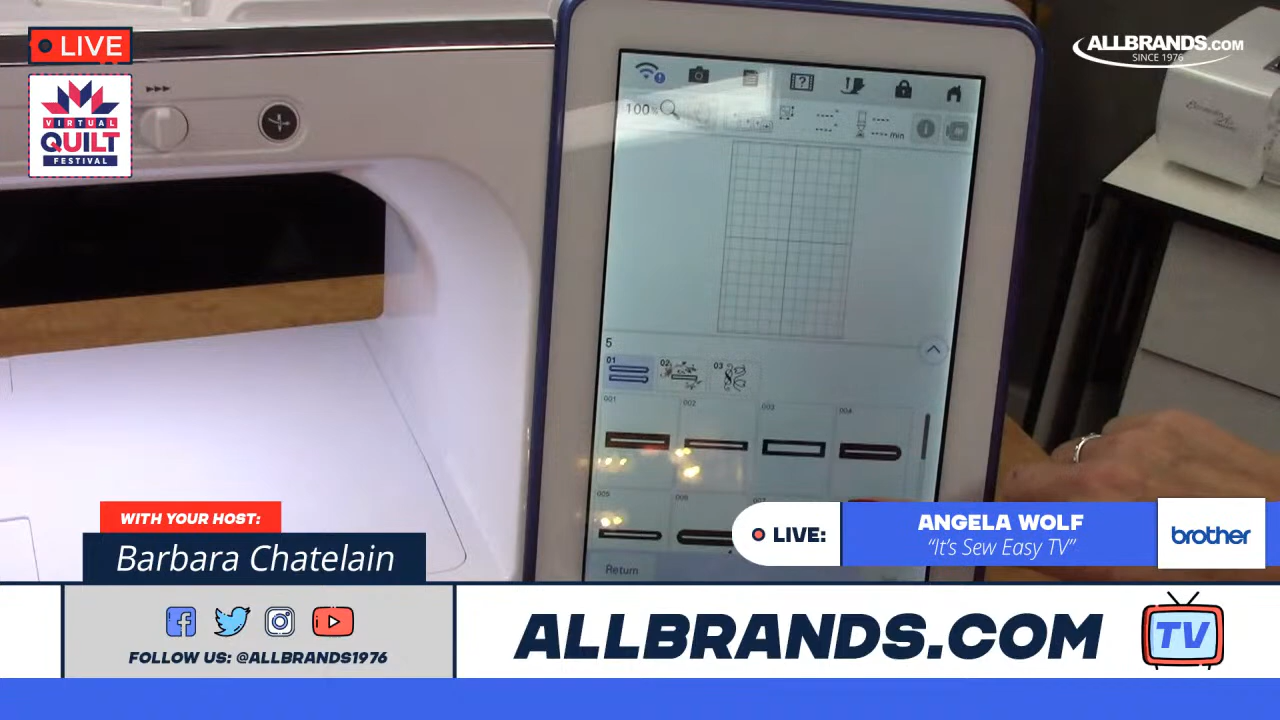 LIVE
VIRTUAL
QUILT
FESTIVAL
ALLBRANDS.COM
SINCE 1976
100%
min
5
01
02
03
001
002
003
004
005
006
Return
WITH YOUR HOST:
Barbara Chatelain
LIVE:
ANGELA WOLF
"It's Sew Easy TV"
brother
FOLLOW US: @ALLBRANDS1976
ALLBRANDS.COM
TV